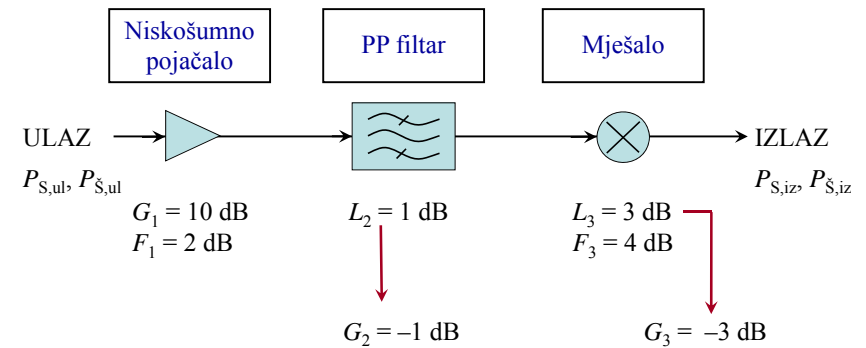 Niskošumno
pojačalo
PP filtar
Mješalo
ULAZ
IZLAZ
P_S,ul, P_Š,ul
P_S,iz, P_Š,iz
G_1 = 10 dB
L_2 = 1 dB
L_3 = 3 dB
F_1 = 2 dB
F_3 = 4 dB
G_2 = –1 dB
G_3 = –3 dB